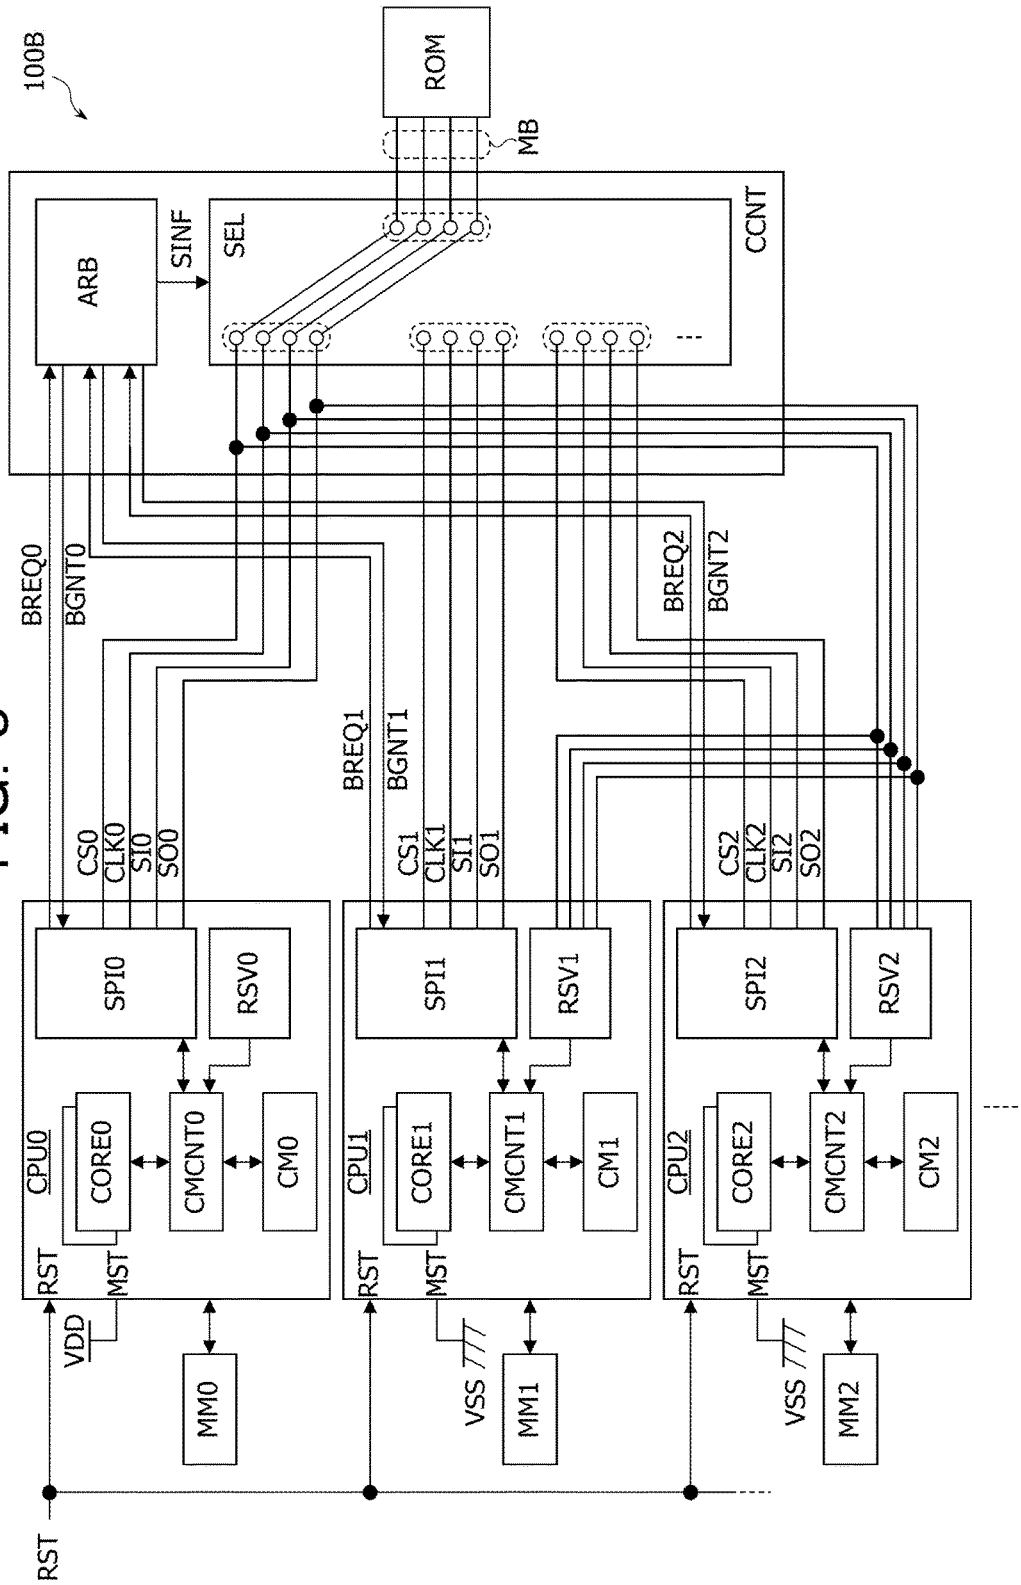 100B
ROM
MB
CCNT
ARB
SINF
SEL
BREQ0
BGNT0
BREQ1
BGNT1
BREQ2
BGNT2
CS0
CLK0
SI0
SO0
CS1
CLK1
SI1
SO1
CS2
CLK2
SI2
SO2
SPI0
RSV0
CPU0
CORE0
CMCNT0
CM0
RST
MST
VDD
MM0
SPI1
RSV1
CPU1
CORE1
CMCNT1
CM1
RST
MST
VSS
MM1
SPI2
RSV2
CPU2
CORE2
CMCNT2
CM2
RST
MST
VSS
MM2
RST